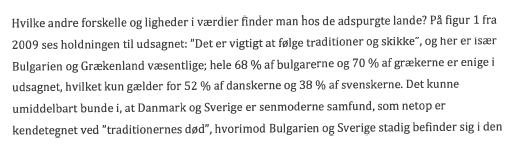 Hvilke andre forskelle og ligheder i værdier finder man hos de adspurgte lande? På figur 1 fra
2009 ses holdningen til udsagnet: "Det er vigtigt at følge traditioner og skikke", og her er især
Bulgarien og Grækenland væsentlige; hele 68 % af bulgarerne og 70 % af grækerne er enige i
udsagnet, hvilket kun gælder for 52 % af danskerne og 38 % af svenskerne. Det kunne
umiddelbart bunde i, at Danmark og Sverige er senmoderne samfund, som netop er
kendetegnet ved "traditionernes død", hvorimod Bulgarien og Sverige stadig befinder sig i den